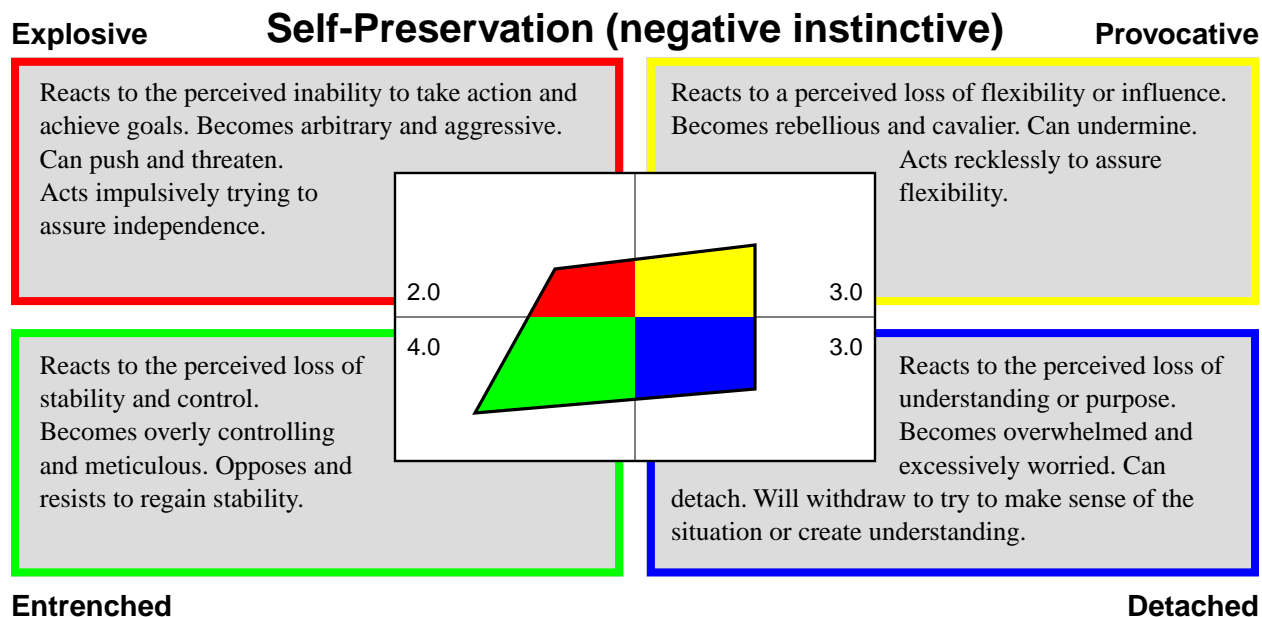 Self-Preservation (negative instinctive)
Explosive
Provocative
Reacts to the perceived inability to take action and
achieve goals. Becomes arbitrary and aggressive.
Can push and threaten.
Acts impulsively trying to
assure independence.
Reacts to a perceived loss of flexibility or influence.
Becomes rebellious and cavalier. Can undermine.
Acts recklessly to assure
flexibility.
2.0
3.0
4.0
3.0
Reacts to the perceived loss of
stability and control.
Becomes overly controlling
and meticulous. Opposes and
resists to regain stability.
Reacts to the perceived loss of
understanding or purpose.
Becomes overwhelmed and
excessively worried. Can
detach. Will withdraw to try to make sense of the
situation or create understanding.
Entrenched
Detached